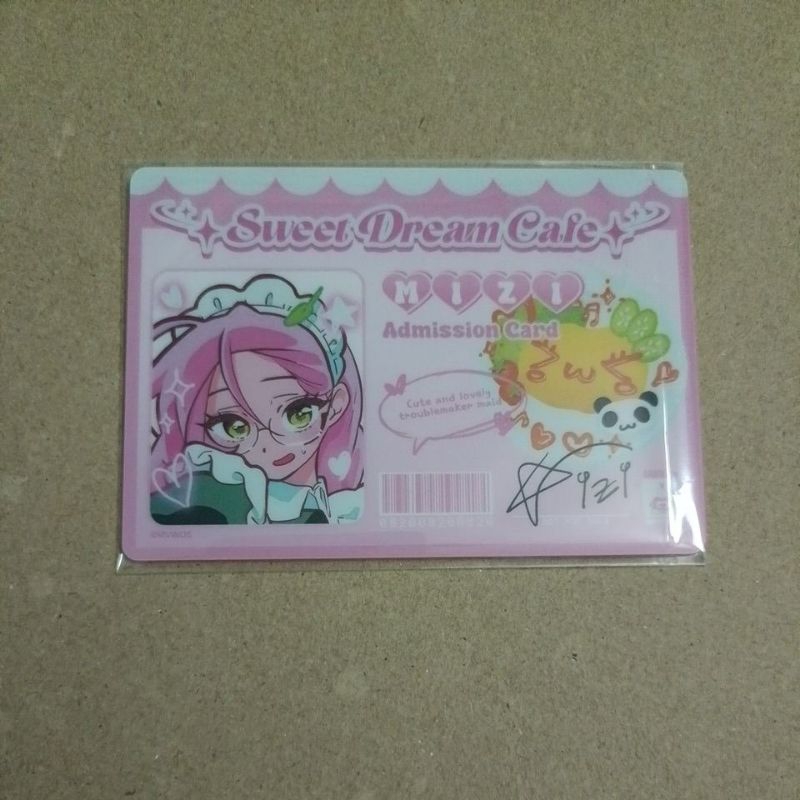 Sweet Dream Cafe
MIZI
Admission Card
Cute and lovely
troublemaker maid